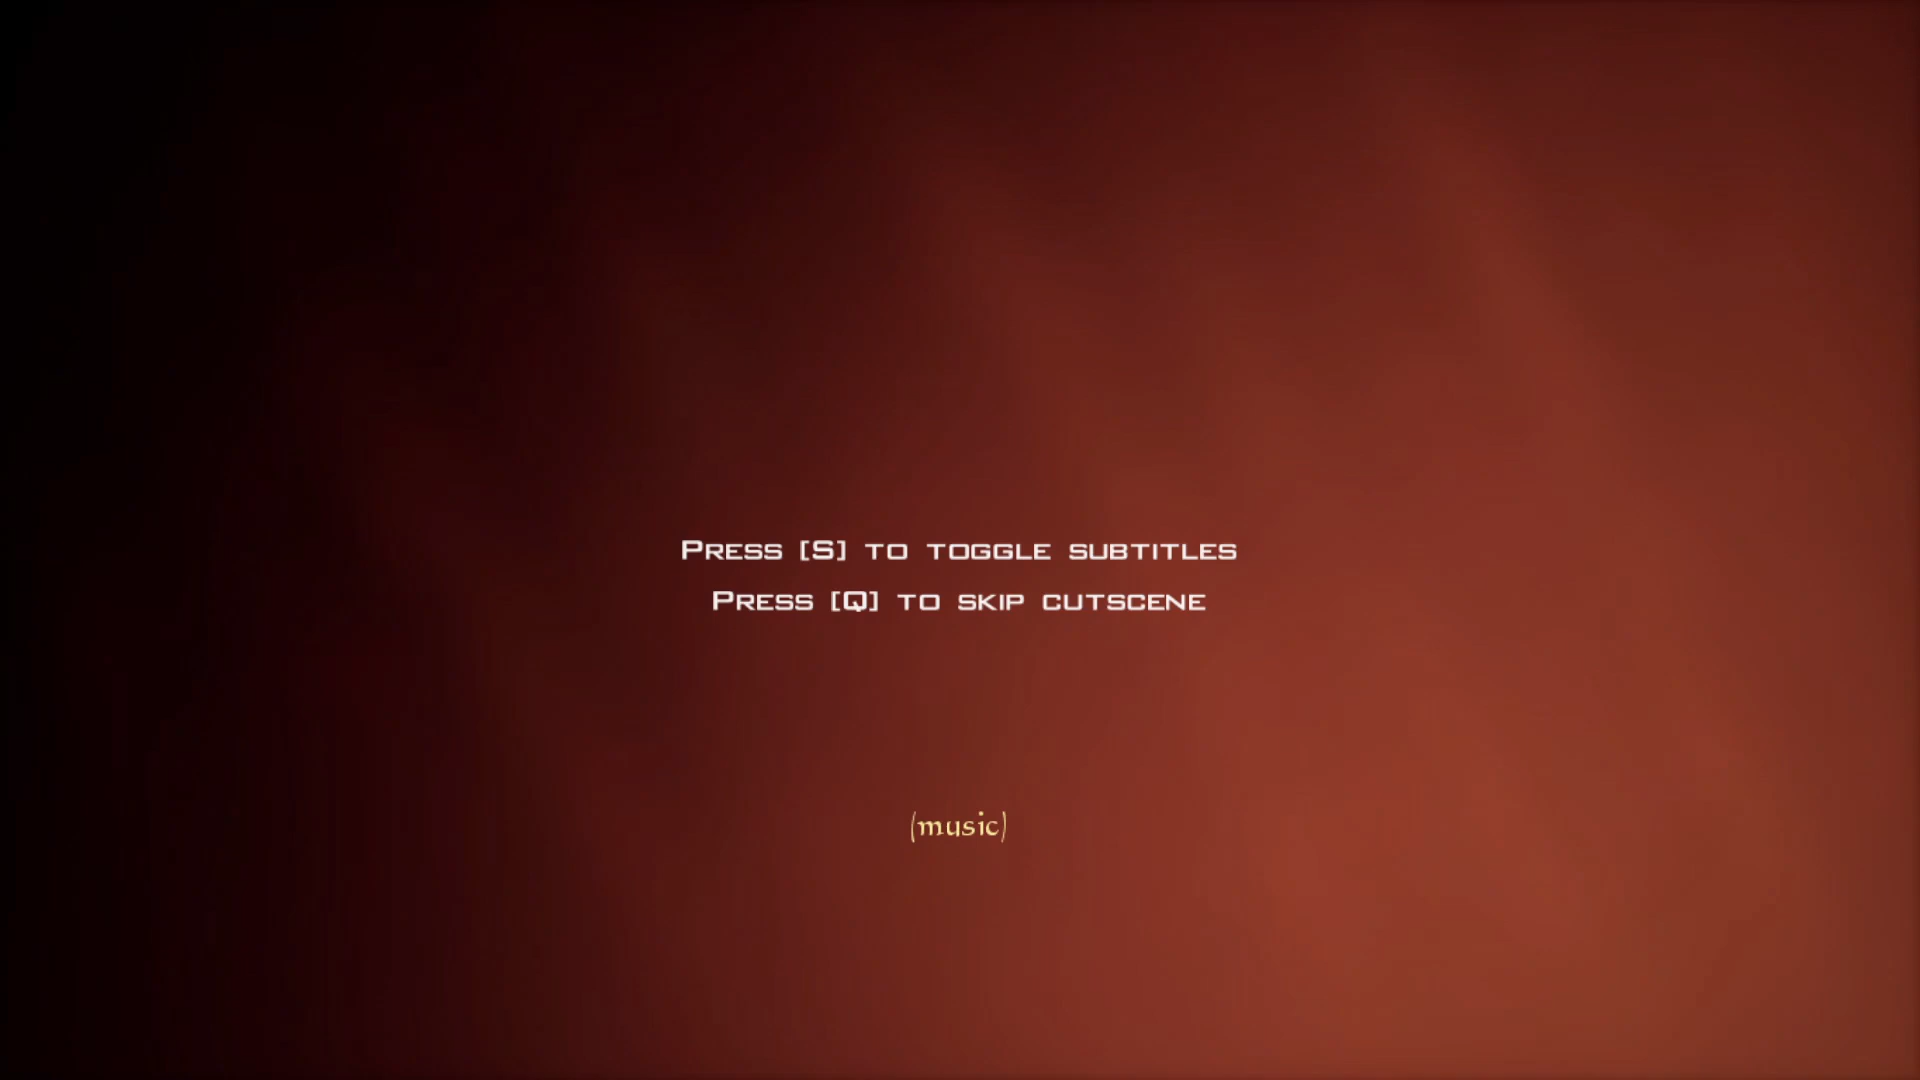 Press [S] to toggle subtitles
Press [Q] to skip cutscene
(music)